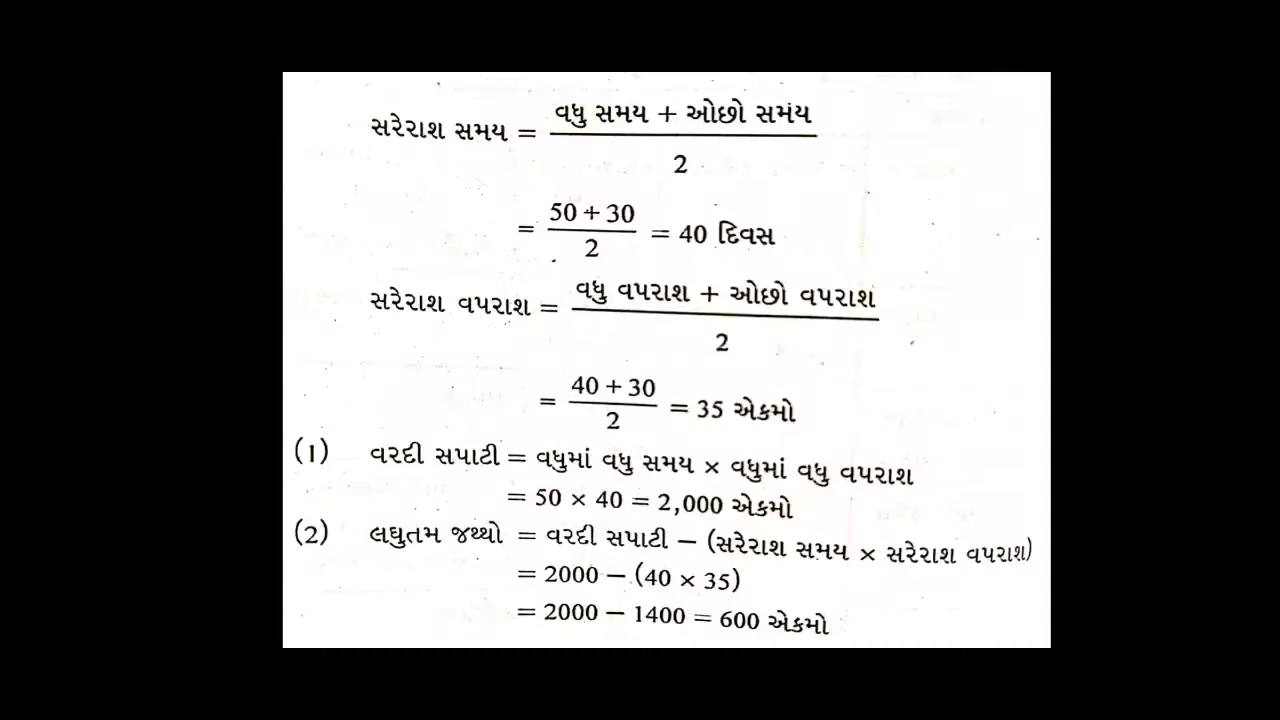 સરેરાશ સમય = વધુ સમય + ઓછો સમય / 2
= 50 + 30 / 2 = 40 દિવસ
સરેરાશ વપરાશ = વધુ વપરાશ + ઓછો વપરાશ / 2
= 40 + 30 / 2 = 35 એકમો
(1) વરદી સપાટી = વધુમાં વધુ સમય × વધુમાં વધુ વપરાશ
= 50 × 40 = 2,000 એકમો
(2) લઘુતમ જથ્થો = વરદી સપાટી – (સરેરાશ સમય × સરેરાશ વપરાશ)
= 2000 – (40 × 35)
= 2000 – 1400 = 600 એકમો